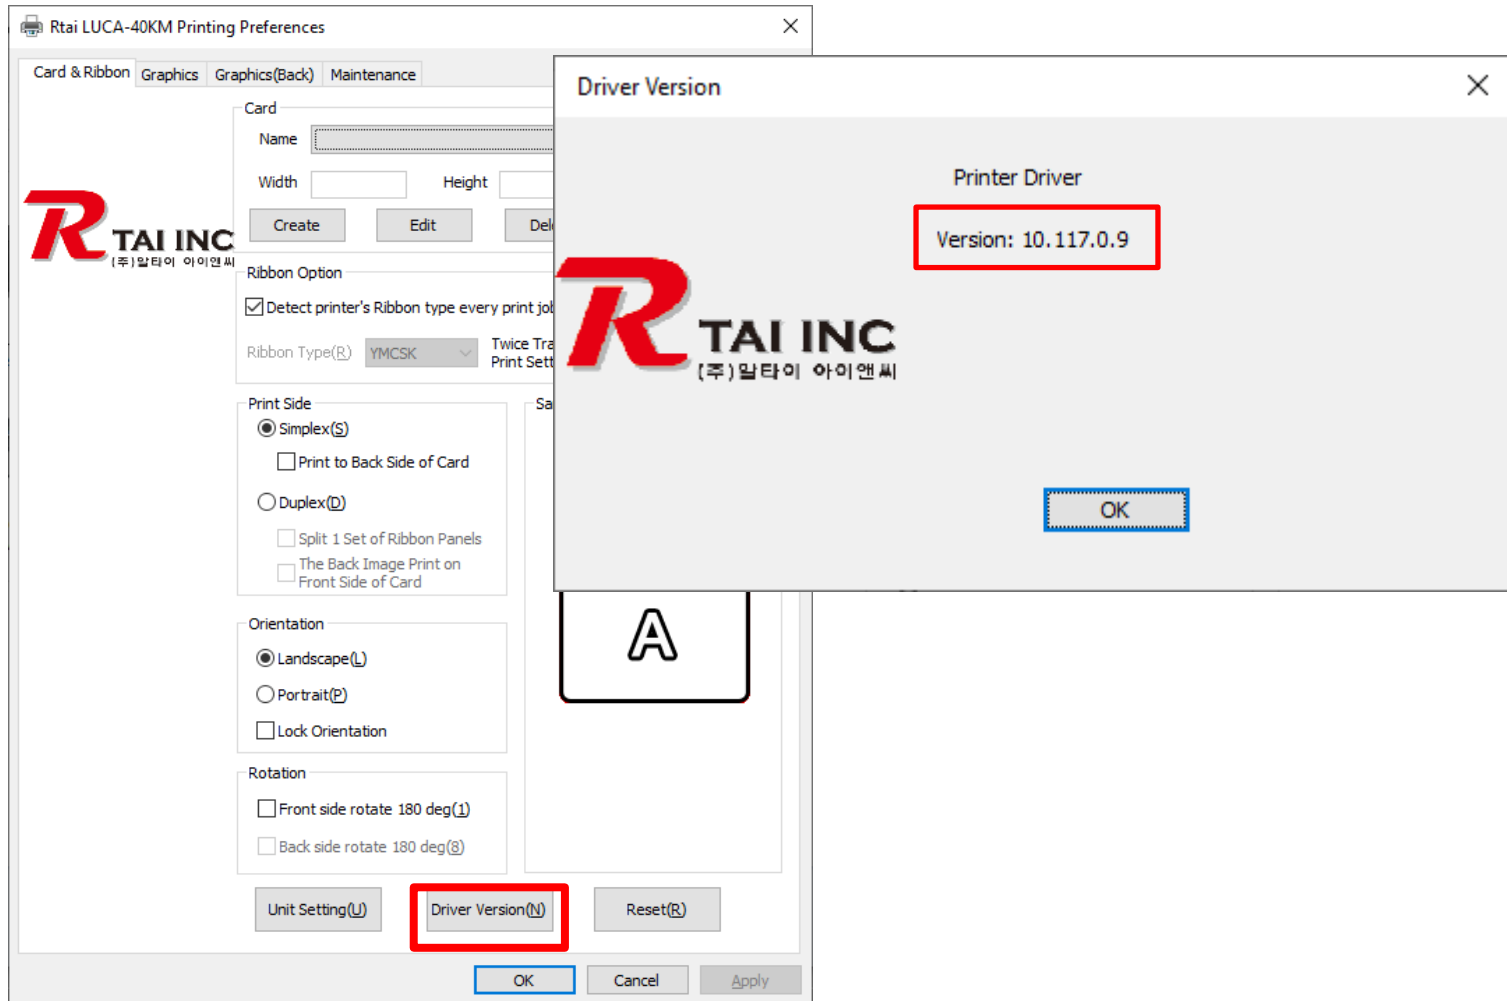 Rtai LUCA-40KM Printing Preferences
Card & Ribbon Graphics Graphics(Back) Maintenance
Card
Name
Width Height
Create Edit
TAI INC
(주)알타이 아이앤씨
Ribbon Option
Detect printer's Ribbon type every print
Ribbon Type(R) YMCSK Twice
Print
Print Side
Simplex(S)
Print to Back Side of Card
Duplex(D)
Split 1 Set of Ribbon Panels
The Back Image Print on
Front Side of Card
A
Orientation
Landscape(L)
Portrait(P)
Lock Orientation
Rotation
Front side rotate 180 deg(1)
Back side rotate 180 deg(8)
Unit Setting(U) Driver Version(N) Reset(R)
OK Cancel Apply
Driver Version
Printer Driver
Version: 10.117.0.9
R TAI INC
(주)알타이 아이앤씨
OK